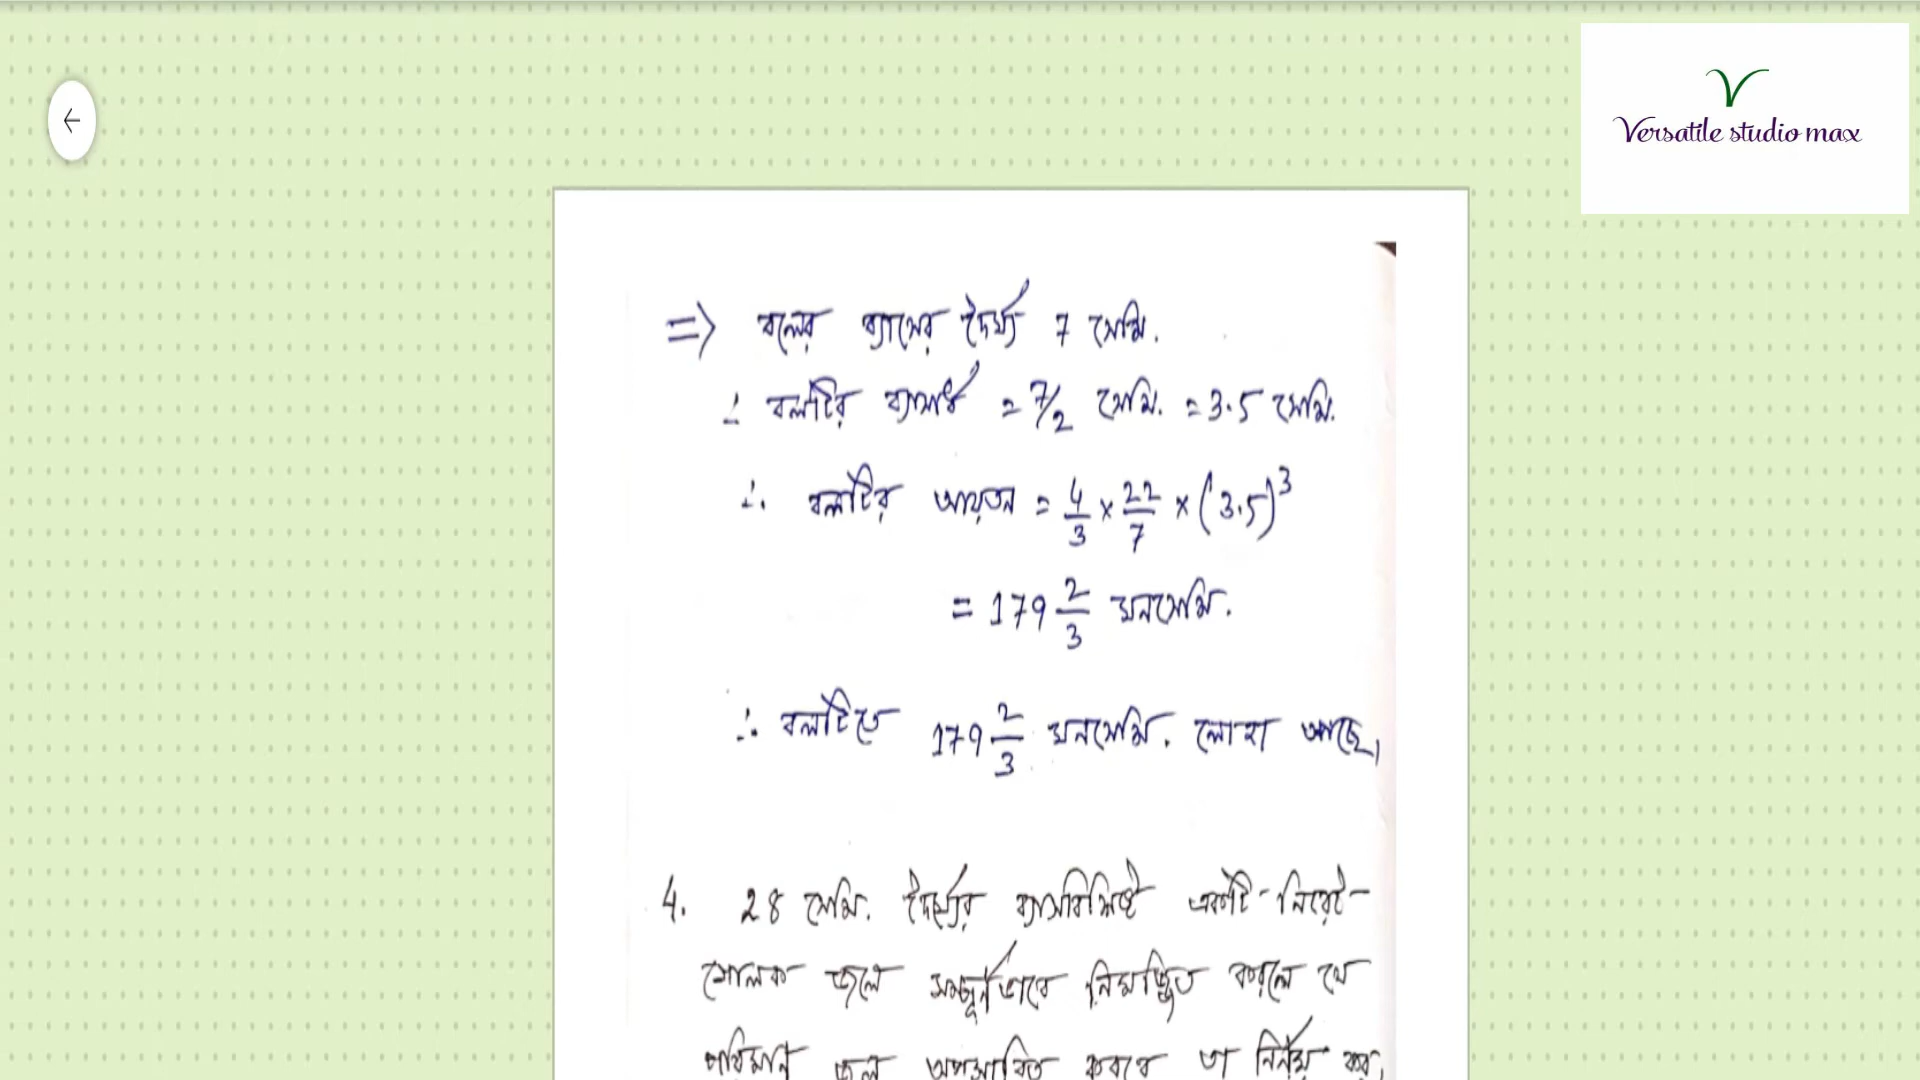 Versatile studio max
=> বলের ব্যাসের দৈর্ঘ্য 7 সেমি.
∴ বলটির ব্যাসার্ধ = 7/2 সেমি. = 3.5 সেমি.
∴ বলটির আয়তন = 4/3 × 22/7 × (3.5)³
= 179 2/3 ঘনসেমি.
∴ বলটিতে 179 2/3 ঘনসেমি. লোহা আছে।
4. 28 সেমি. দৈর্ঘ্যের ব্যাসবিশিষ্ট একটি নিরেট
গোলক জলে সম্পূর্ণভাবে নিমজ্জিত করলে যে
পরিমাণ জল অপসারিত করবে তা নির্ণয় কর।